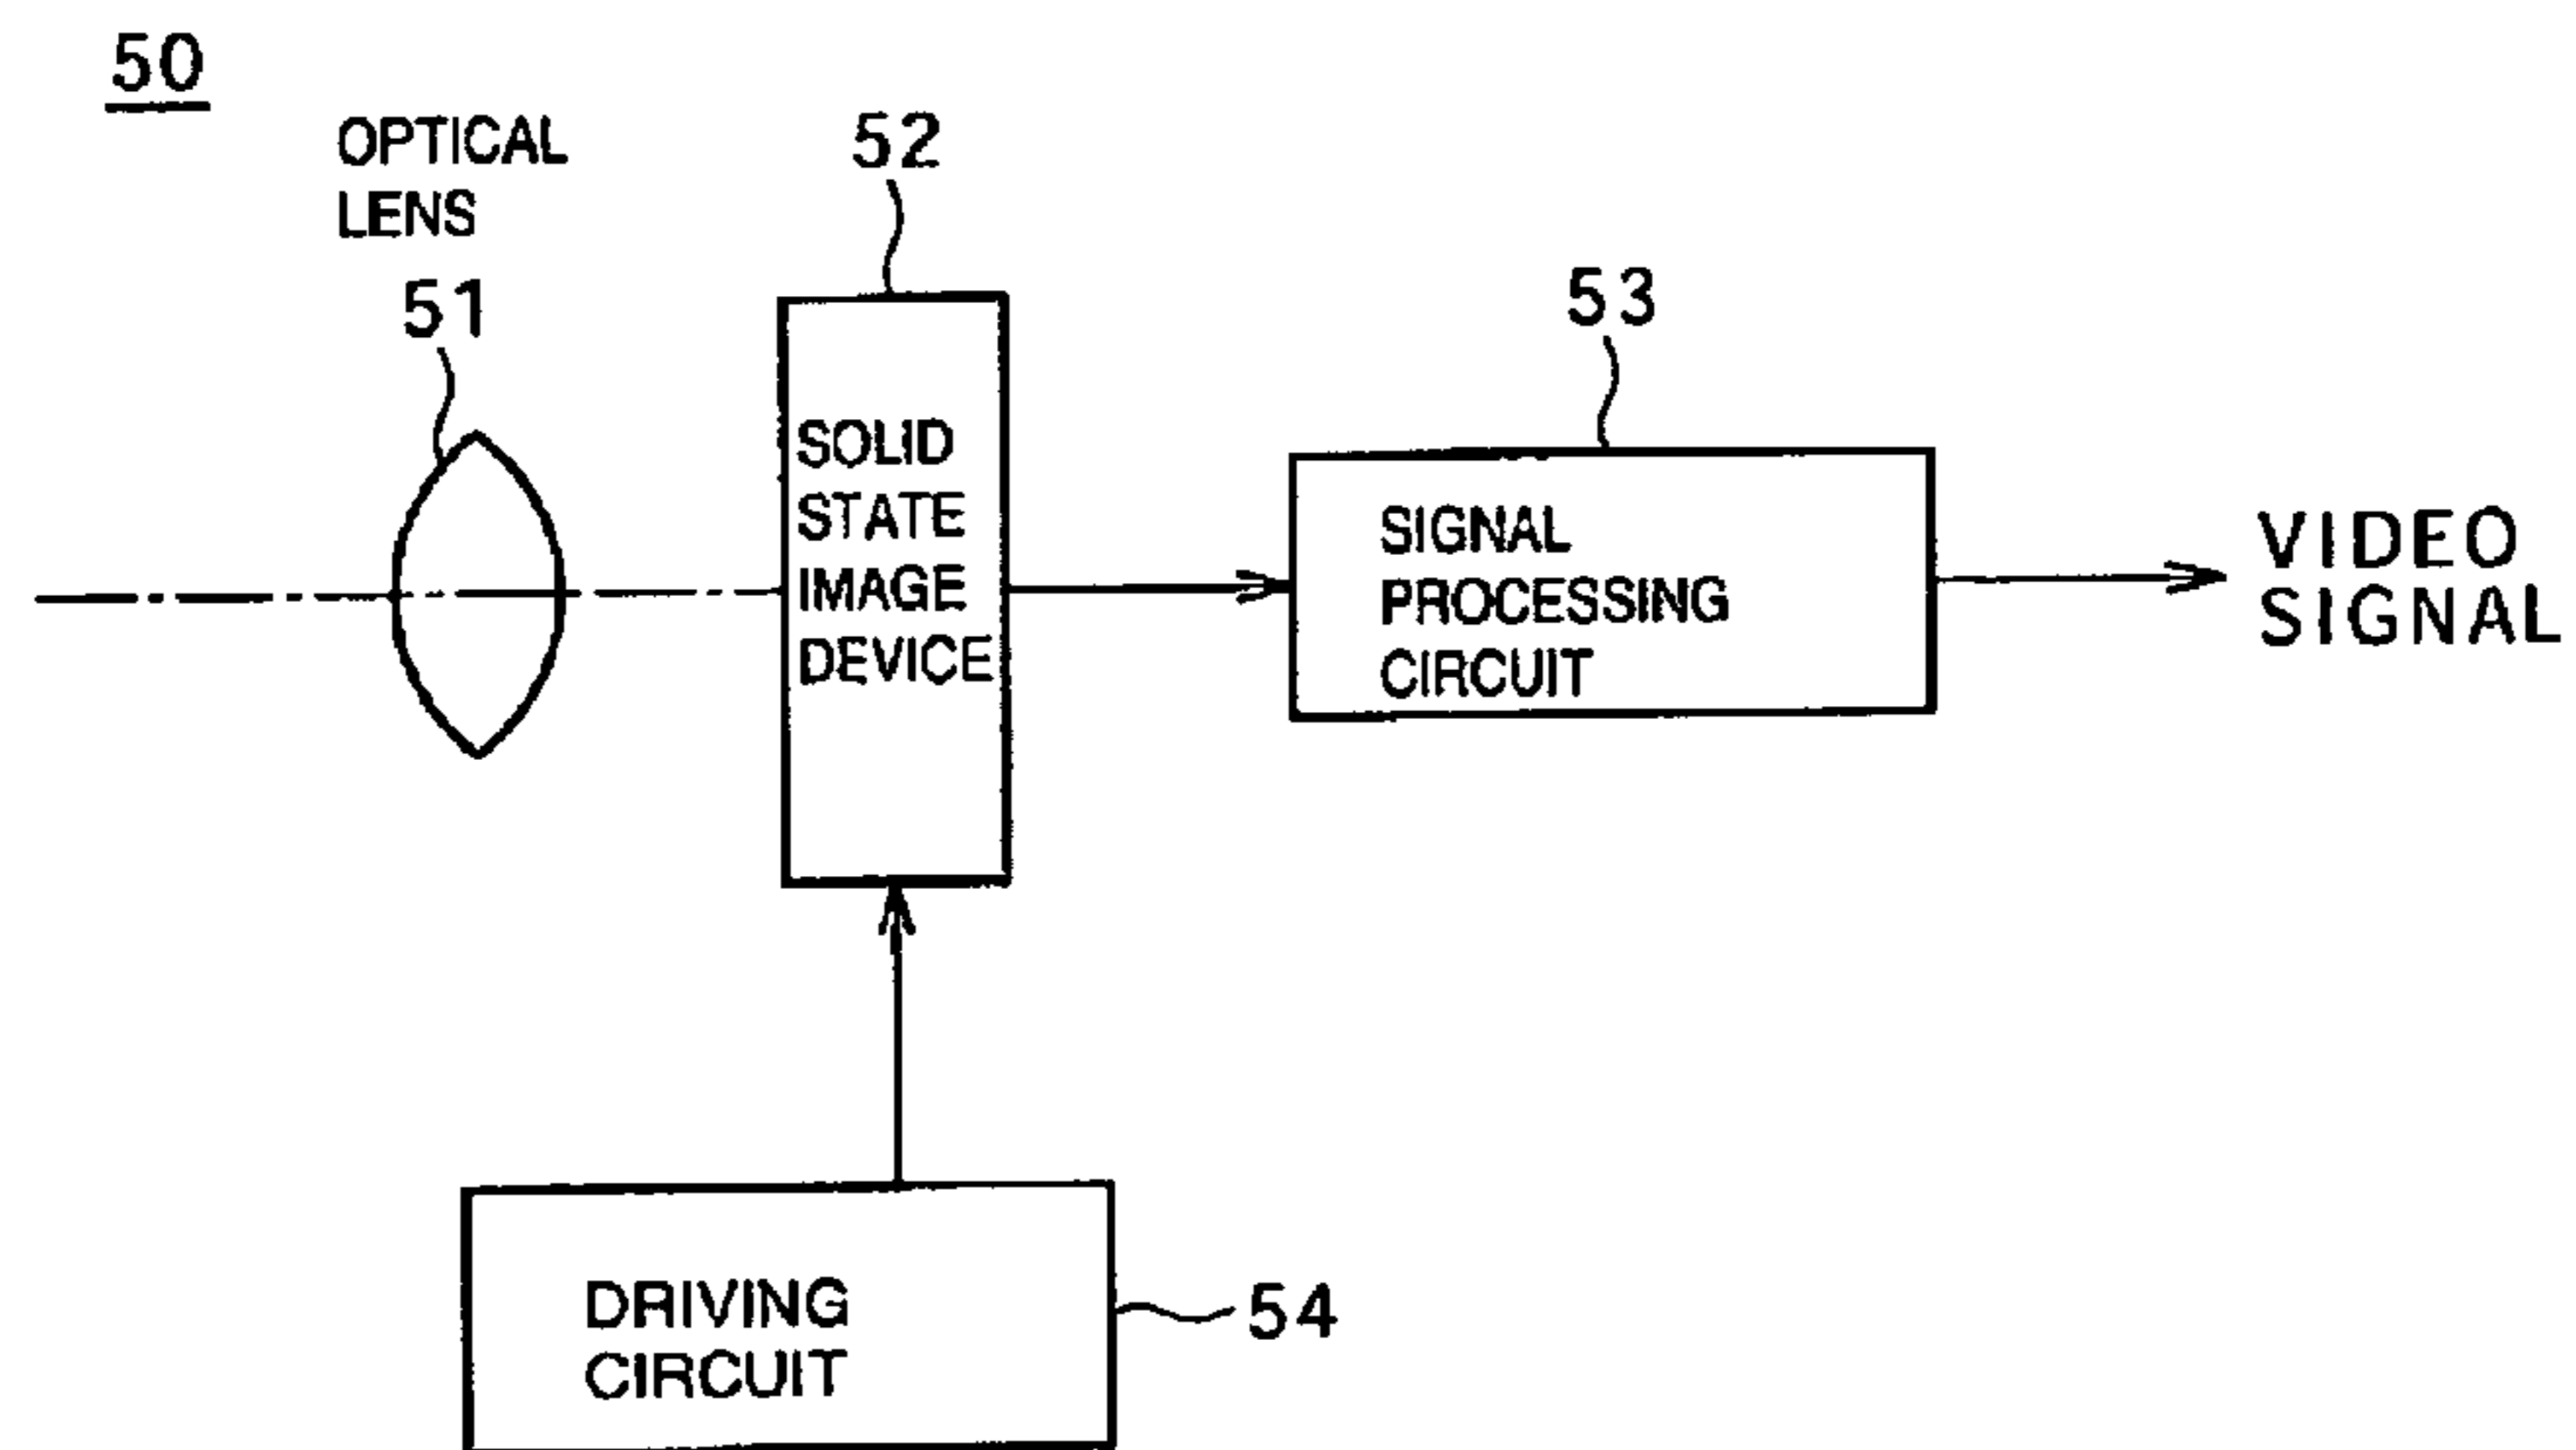 50
OPTICAL
LENS
51
52
53
SOLID
STATE
IMAGE
DEVICE
SIGNAL
PROCESSING
CIRCUIT
VIDEO
SIGNAL
DRIVING
CIRCUIT
54